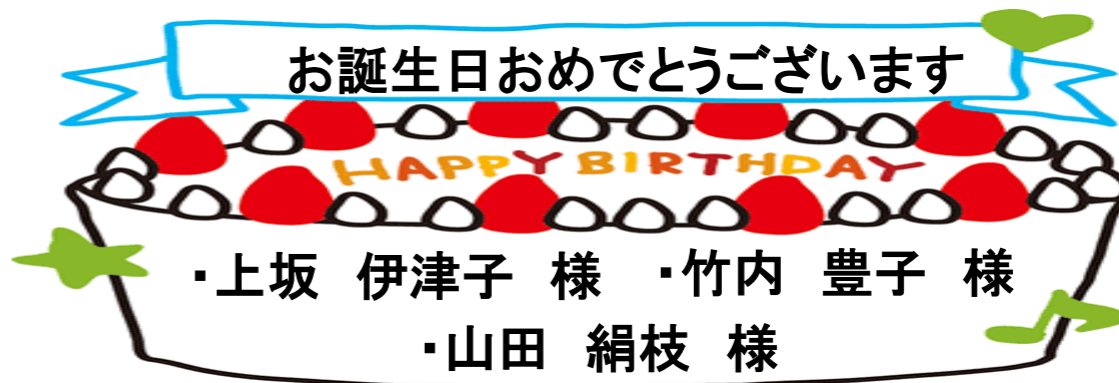 お誕生日おめでとうございます
HAPPY BIRTHDAY
・上坂　伊津子　様　・竹内　豊子　様
・山田　絹枝　様